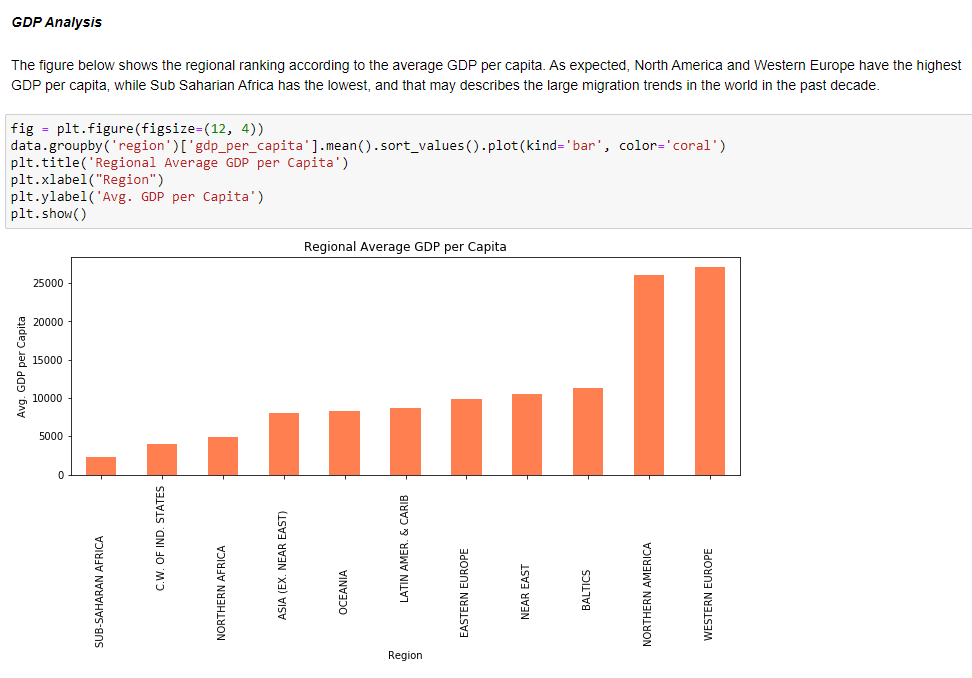 GDP Analysis
The figure below shows the regional ranking according to the average GDP per capita. As expected, North America and Western Europe have the highest
GDP per capita, while Sub Saharian Africa has the lowest, and that may describes the large migration trends in the world in the past decade.
fig = plt.figure(figsize=(12, 4))
data.groupby('region')['gdp_per_capita'].mean().sort_values().plot(kind='bar', color='coral')
plt.title('Regional Average GDP per Capita')
plt.xlabel("Region")
plt.ylabel('Avg. GDP per Capita')
plt.show()
Regional Average GDP per Capita
Avg. GDP per Capita
25000
20000
15000
10000
5000
0
SUB-SAHARAN AFRICA
C.W. OF IND. STATES
NORTHERN AFRICA
ASIA (EX. NEAR EAST)
OCEANIA
LATIN AMER. & CARIB
EASTERN EUROPE
NEAR EAST
BALTICS
NORTHERN AMERICA
WESTERN EUROPE
Region